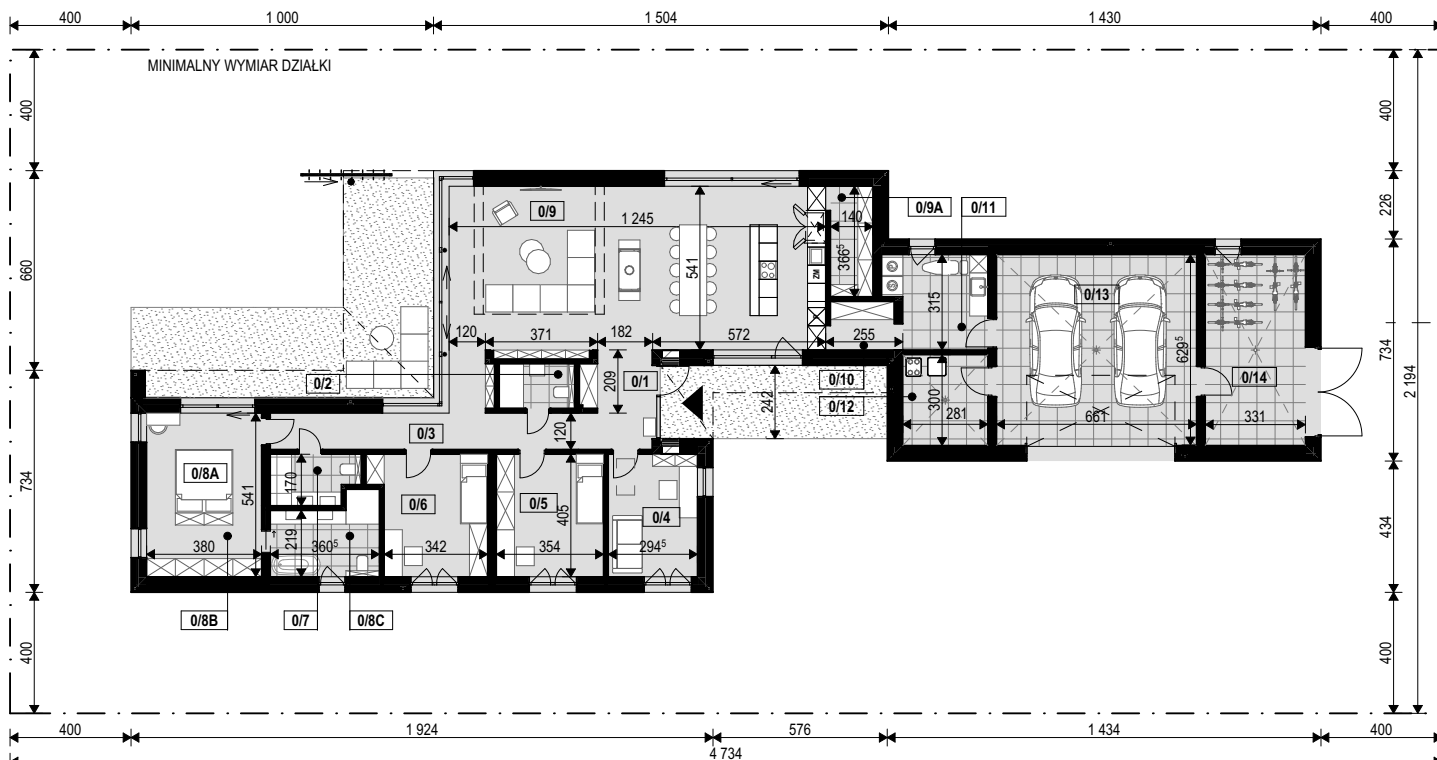 400 1 000 1 504 1 430 400
MINIMALNY WYMIAR DZIAŁKI
400 400
0/9 0/9A 0/11
1 245 140
226
660 541 366⁵ ZM 0/13
315 629⁵ 734 2 194
120 371 182 572 255
0/2 209 0/1 0/10 0/14
242 0/12 300 281 661 331
0/3 120
0/8A 541 170 0/6 0/5 405 0/4
734 434
380 219 360⁵ 342 354 294⁵
0/8B 0/7 0/8C
400 400
400 1 924 576 1 434 400
4 734